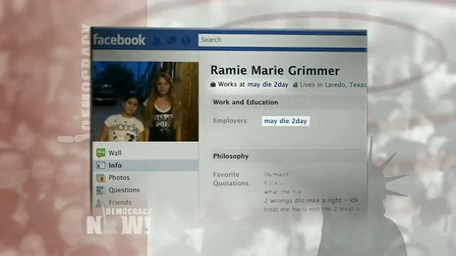 DEMOCRACY
facebook
Search
Ramie Marie Grimmer
Works at may die 2day Lives in Laredo, Texas
Work and Education
Employers may die 2day
Philosophy
Favorite
Quotations
2 wrongs dnt mke a right - idk
Wall
Info
Photos
Questions
Friends
DEMOCRACY
NOW!